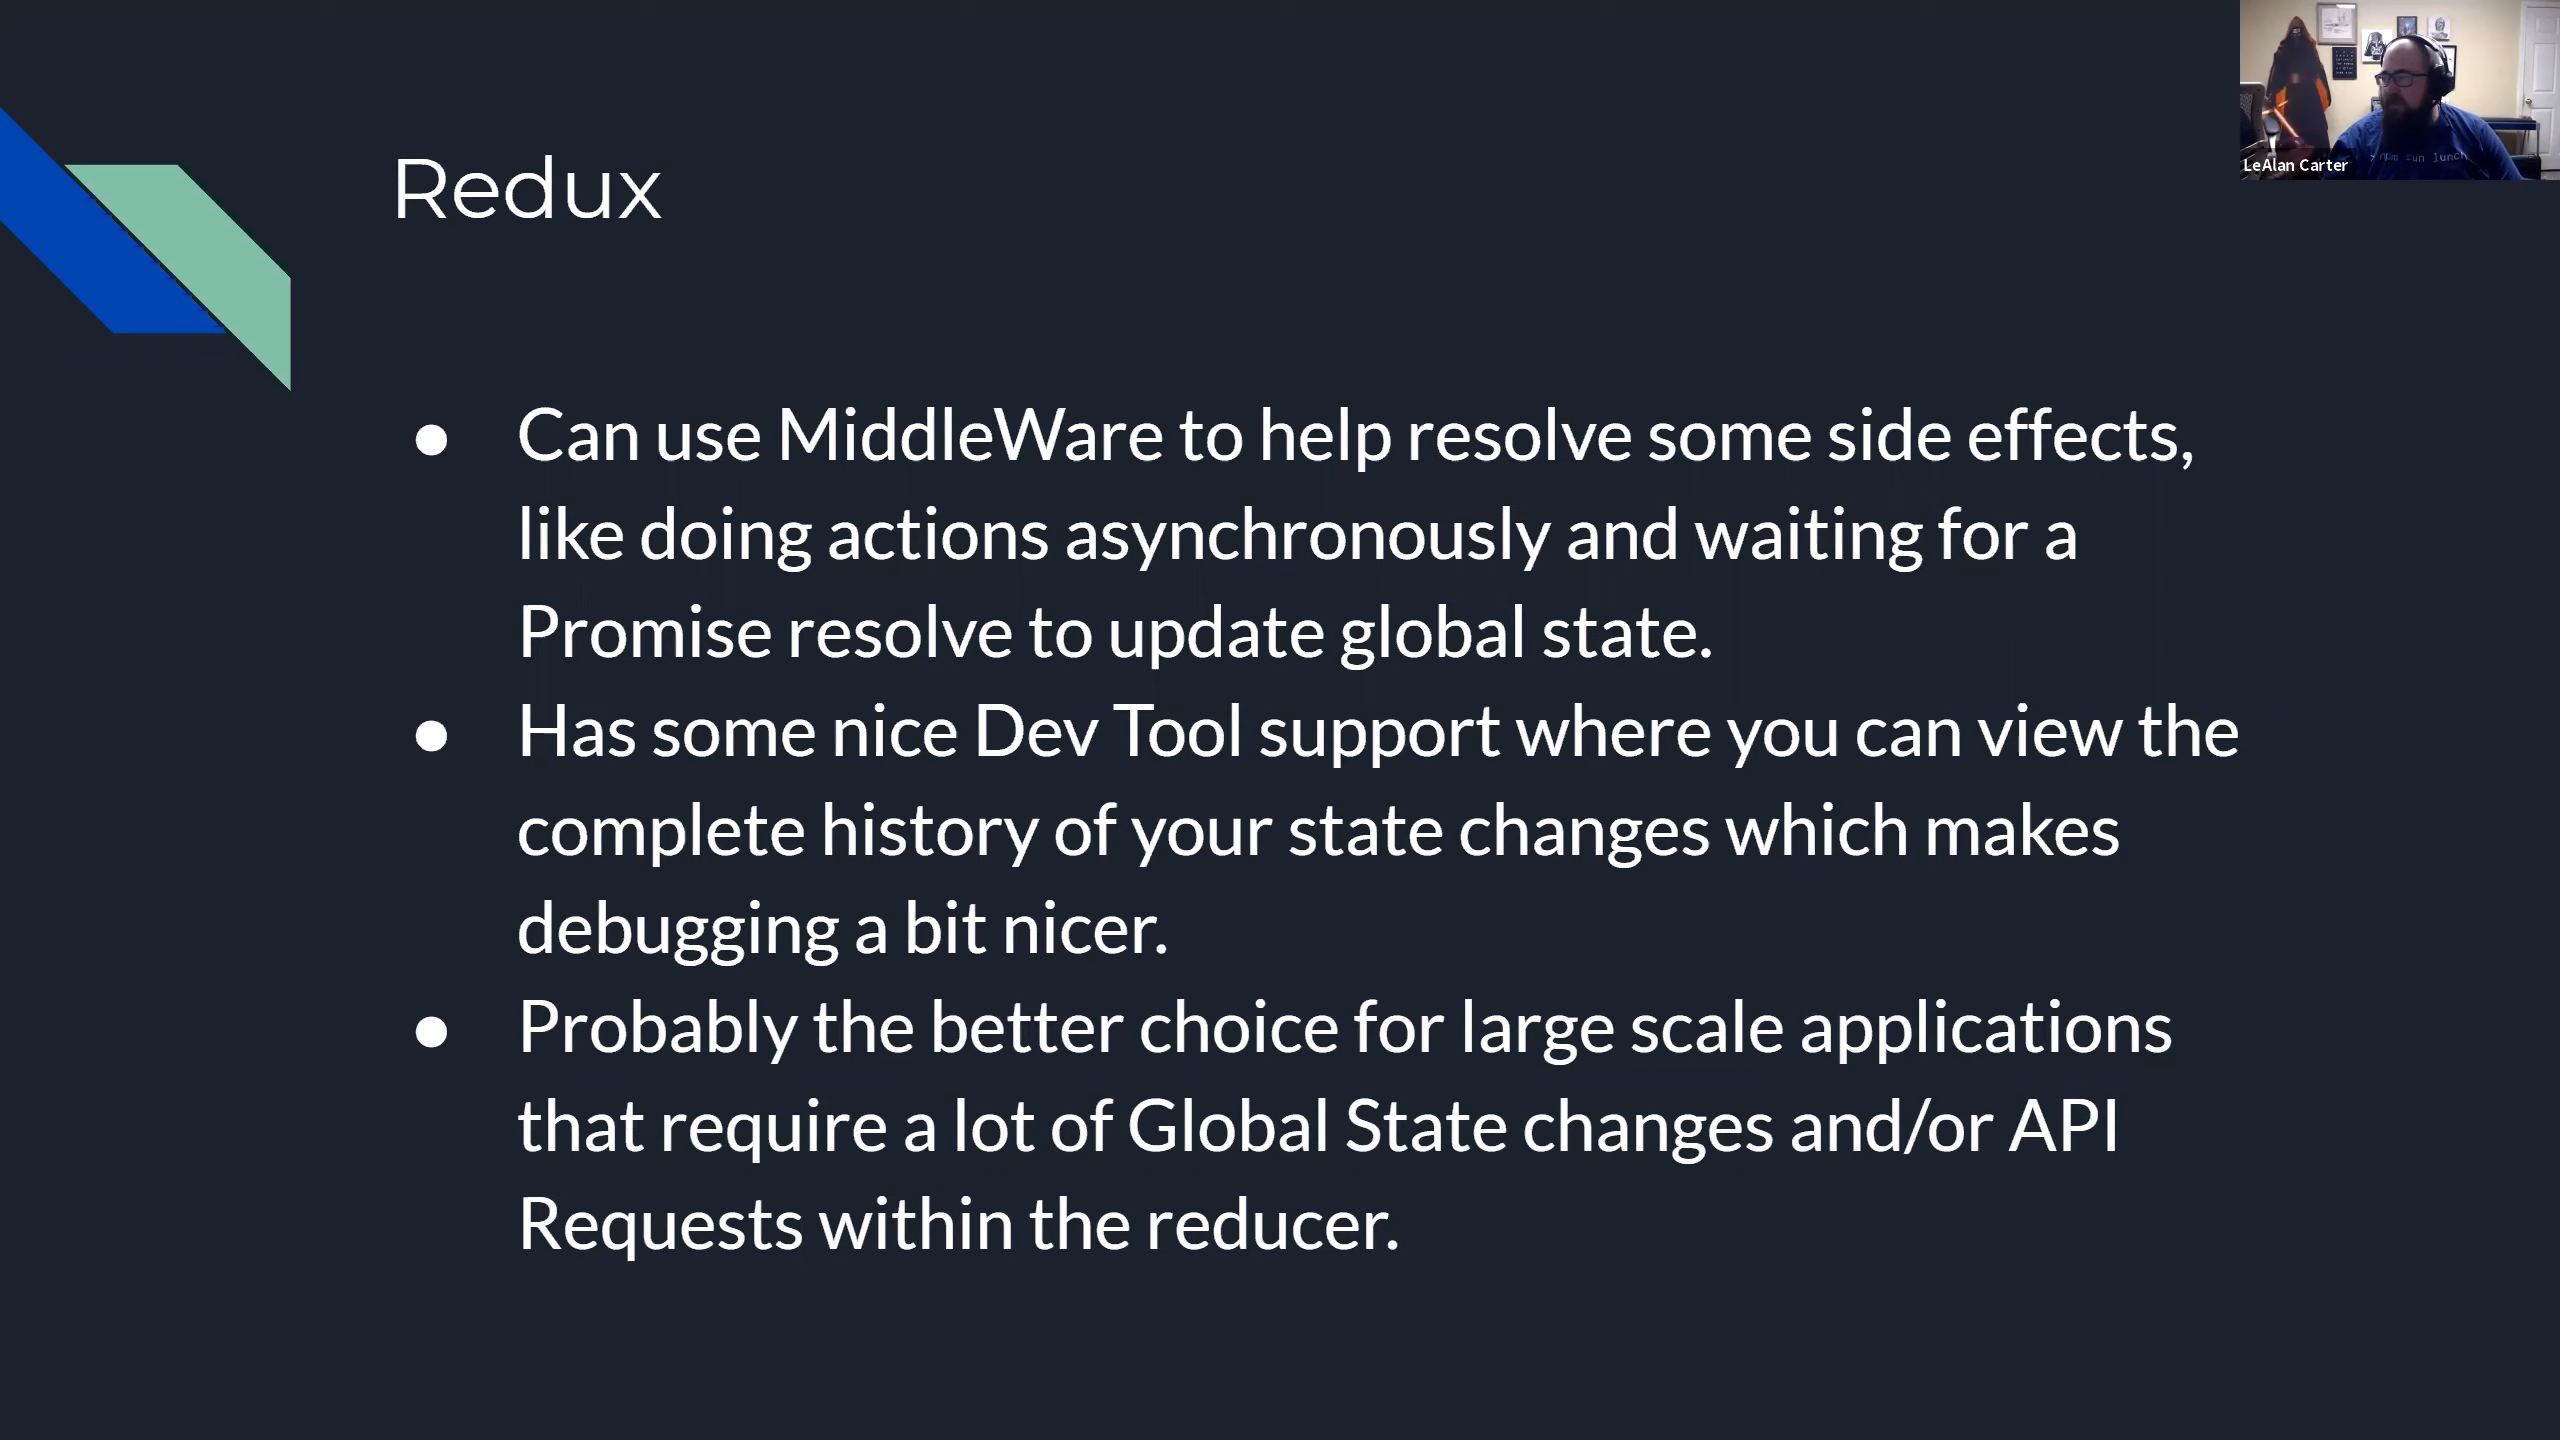 Redux
● Can use MiddleWare to help resolve some side effects,
like doing actions asynchronously and waiting for a
Promise resolve to update global state.
● Has some nice Dev Tool support where you can view the
complete history of your state changes which makes
debugging a bit nicer.
● Probably the better choice for large scale applications
that require a lot of Global State changes and/or API
Requests within the reducer.
> npm run lunch
LeAlan Carter